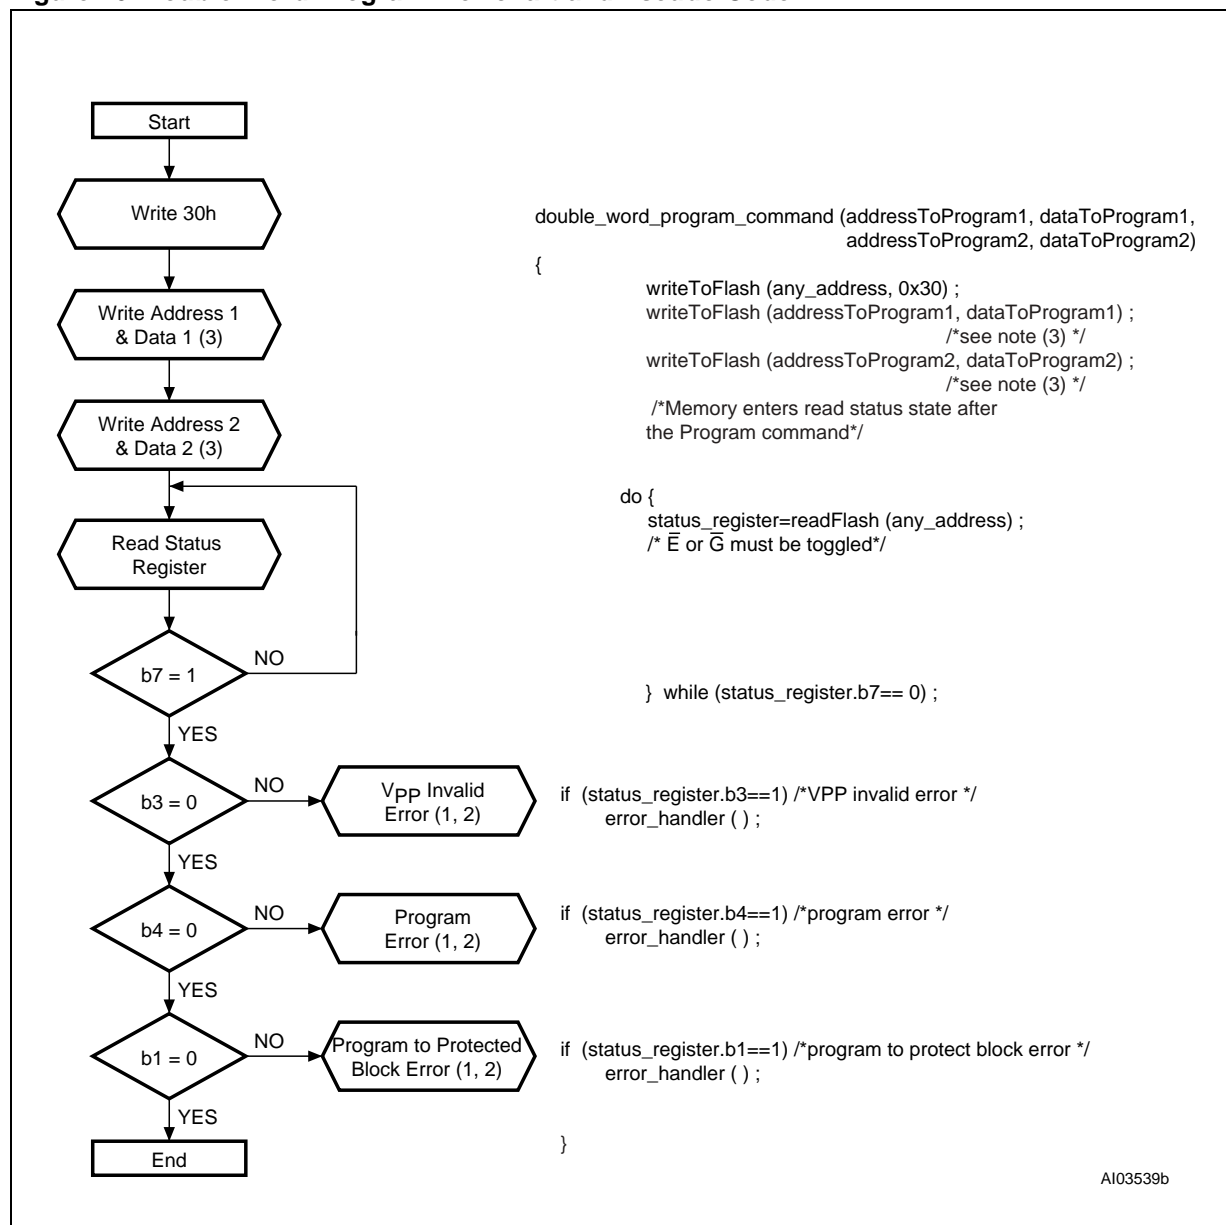 Start
Write 30h
Write Address 1
& Data 1 (3)
Write Address 2
& Data 2 (3)
Read Status
Register
b7 = 1
NO
YES
b3 = 0
NO
VPP Invalid
Error (1, 2)
YES
b4 = 0
NO
Program
Error (1, 2)
YES
b1 = 0
NO
Program to Protected
Block Error (1, 2)
YES
End
double_word_program_command (addressToProgram1, dataToProgram1,
addressToProgram2, dataToProgram2)
{
writeToFlash (any_address, 0x30) ;
writeToFlash (addressToProgram1, dataToProgram1) ;
/*see note (3) */
writeToFlash (addressToProgram2, dataToProgram2) ;
/*see note (3) */
/*Memory enters read status state after
the Program command*/
do {
status_register=readFlash (any_address) ;
/* E̅ or G̅ must be toggled*/
} while (status_register.b7== 0) ;
if (status_register.b3==1) /*VPP invalid error */
error_handler ( ) ;
if (status_register.b4==1) /*program error */
error_handler ( ) ;
if (status_register.b1==1) /*program to protect block error */
error_handler ( ) ;
}
AI03539b